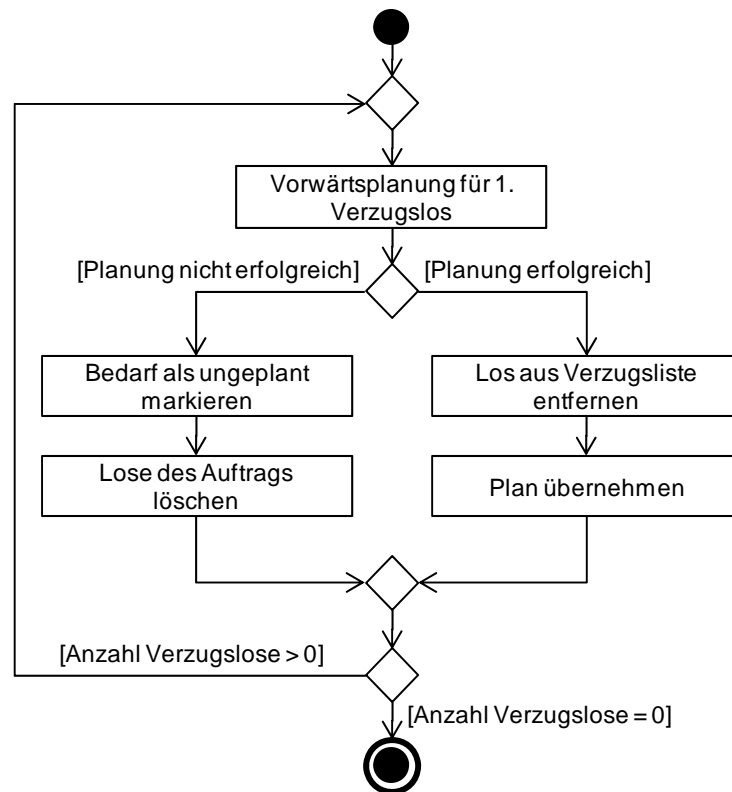 Vorwärtsplanung für 1.
Verzugslos
[Planung nicht erfolgreich]
[Planung erfolgreich]
Bedarf als ungeplant
markieren
Los aus Verzugsliste
entfernen
Lose des Auftrags
löschen
Plan übernehmen
[Anzahl Verzugslose > 0]
[Anzahl Verzugslose = 0]